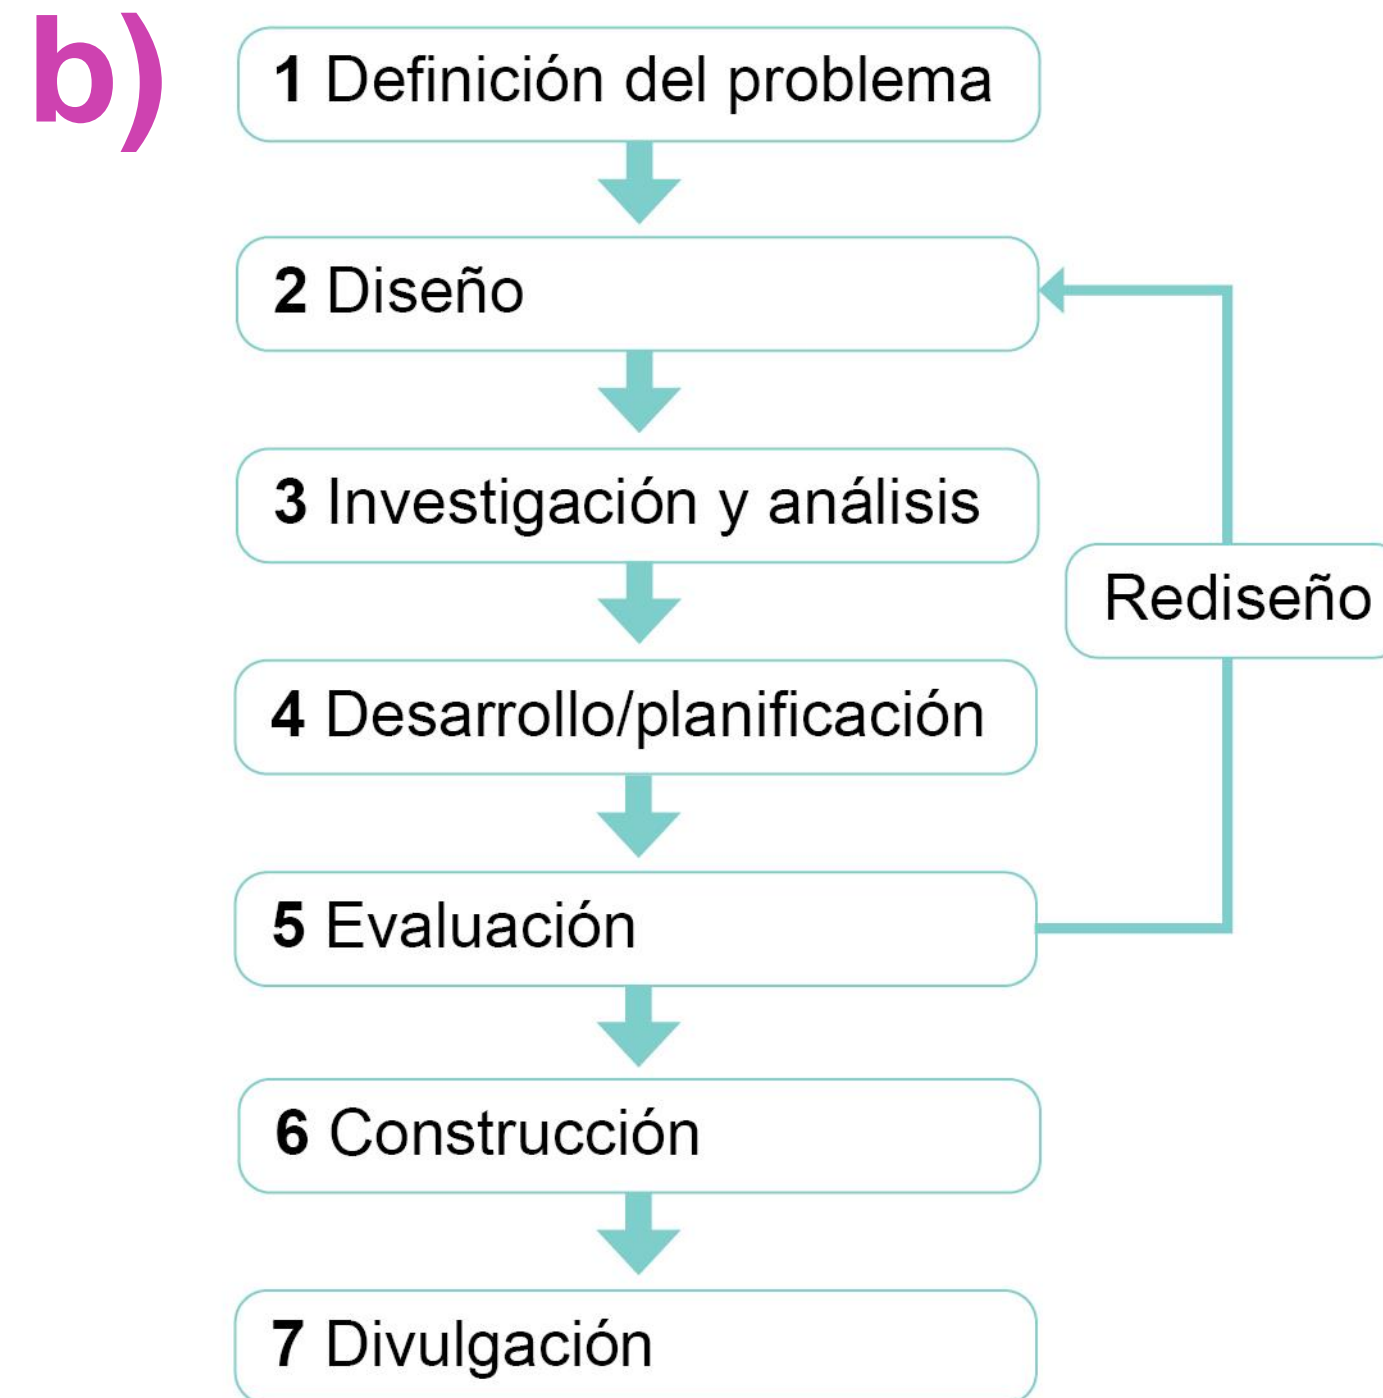 b)
1 Definición del problema
2 Diseño
3 Investigación y análisis
Rediseño
4 Desarrollo/planificación
5 Evaluación
6 Construcción
7 Divulgación